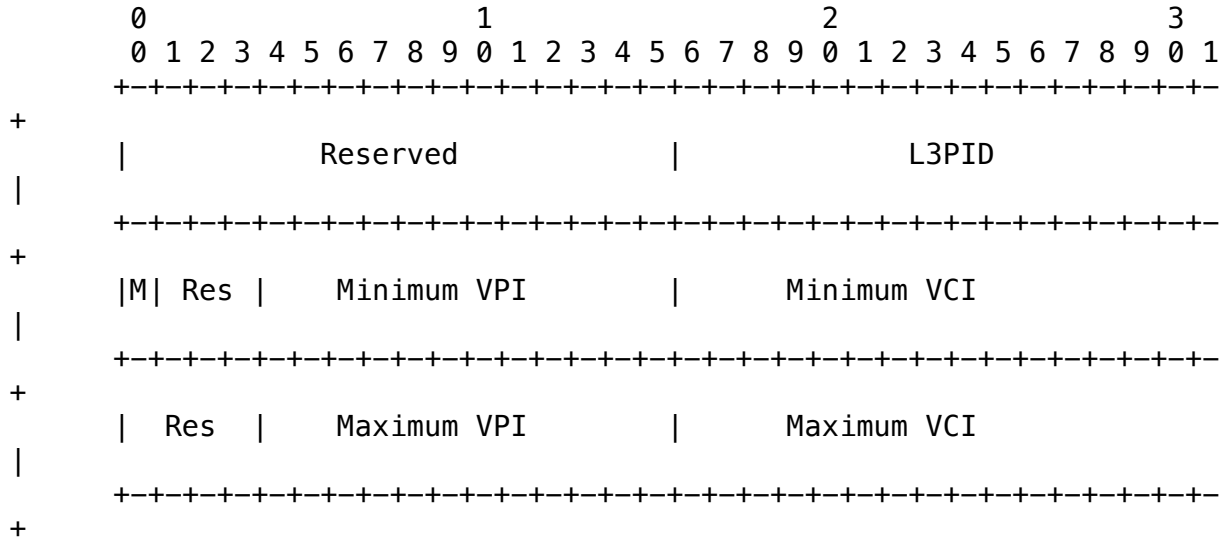 0                   1                   2                   3
 0 1 2 3 4 5 6 7 8 9 0 1 2 3 4 5 6 7 8 9 0 1 2 3 4 5 6 7 8 9 0 1
+-+-+-+-+-+-+-+-+-+-+-+-+-+-+-+-+-+-+-+-+-+-+-+-+-+-+-+-+-+-+-+-
+
|           Reserved            |             L3PID
|
+-+-+-+-+-+-+-+-+-+-+-+-+-+-+-+-+-+-+-+-+-+-+-+-+-+-+-+-+-+-+-+-
+
|M| Res |    Minimum VPI        |      Minimum VCI
|
+-+-+-+-+-+-+-+-+-+-+-+-+-+-+-+-+-+-+-+-+-+-+-+-+-+-+-+-+-+-+-+-
+
|  Res  |    Maximum VPI        |      Maximum VCI
|
+-+-+-+-+-+-+-+-+-+-+-+-+-+-+-+-+-+-+-+-+-+-+-+-+-+-+-+-+-+-+-+-
+